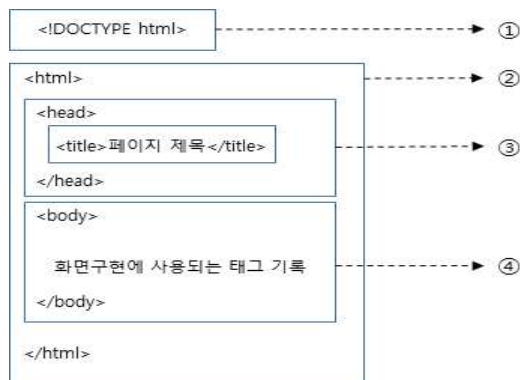 <!DOCTYPE html> ①
<html> ②
<head>
<title>페이지 제목</title> ③
</head>
<body>
화면구현에 사용되는 태그 기록 ④
</body>
</html>